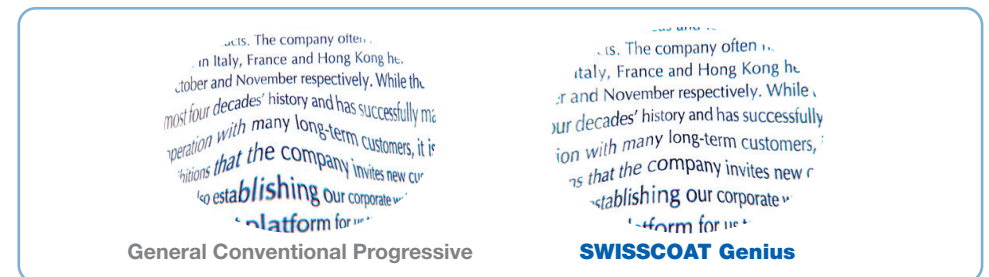 The company often
in Italy, France and Hong Kong
and November respectively. While the
most four decades' history and has successfully
with many long-term customers, it is
that the company invites new
establishing our corporate
platform for
General Conventional Progressive
The company often
Italy, France and Hong Kong
and November respectively. While
decades' history and has successfully
with many long-term customers,
that the company invites new
establishing our corporate
for
SWISSCOAT Genius